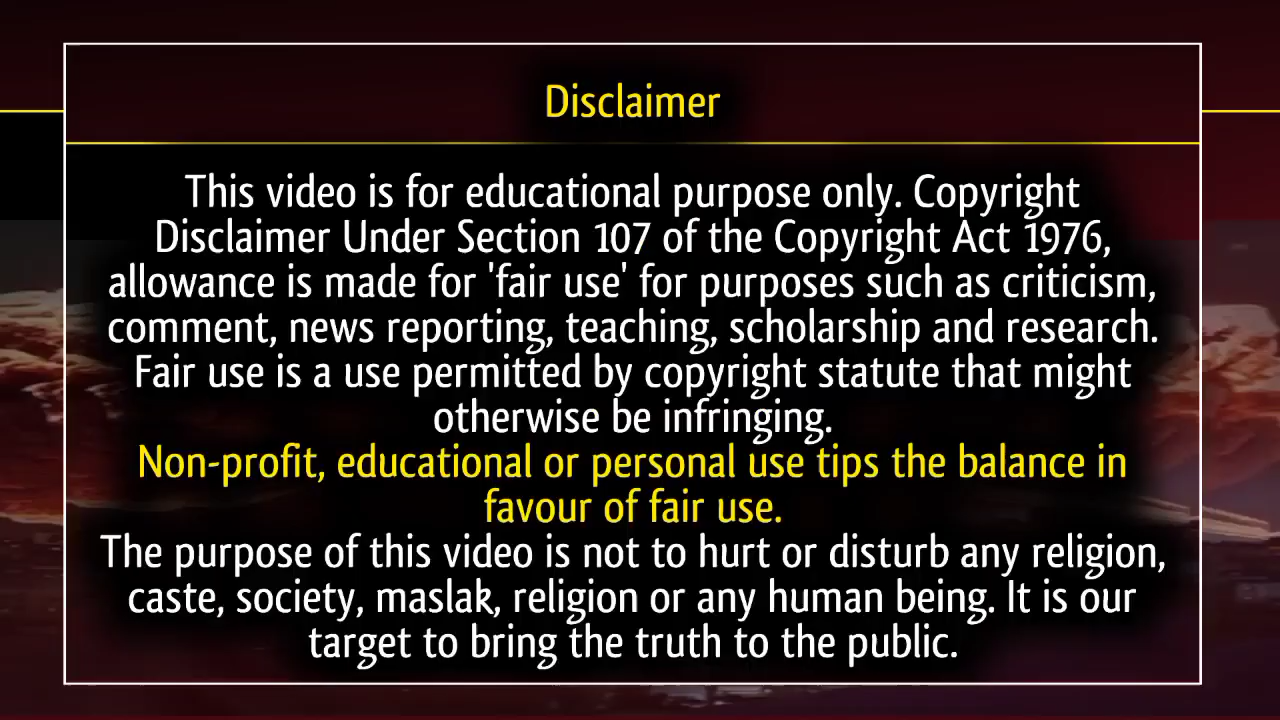 Disclaimer
This video is for educational purpose only. Copyright
Disclaimer Under Section 107 of the Copyright Act 1976,
allowance is made for 'fair use' for purposes such as criticism,
comment, news reporting, teaching, scholarship and research.
Fair use is a use permitted by copyright statute that might
otherwise be infringing.
Non-profit, educational or personal use tips the balance in
favour of fair use.
The purpose of this video is not to hurt or disturb any religion,
caste, society, maslak, religion or any human being. It is our
target to bring the truth to the public.